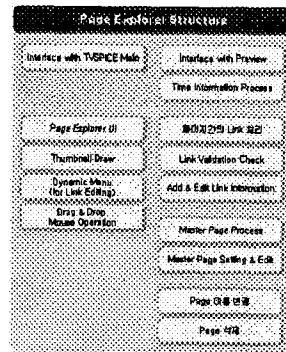 Page Explorer Structure
Interface with TVSPICE Main
Interface with Preview
Time Information Process
Page Explorer UI
페이지간의 Link 처리
Thumbnail Draw
Link Validation Check
Dynamic Menu
(for Link Editing)
Add & Edit Link Information
Drag & Drop
Mouse Operation
Master Page Process
Master Page Setting & Edit
Page 이름 변경
Page 삭제